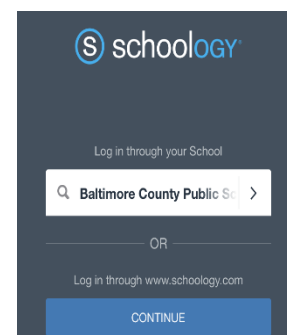 S schoology
Log in through your School
Baltimore County Public Sc
OR
Log in through www.schoology.com
CONTINUE